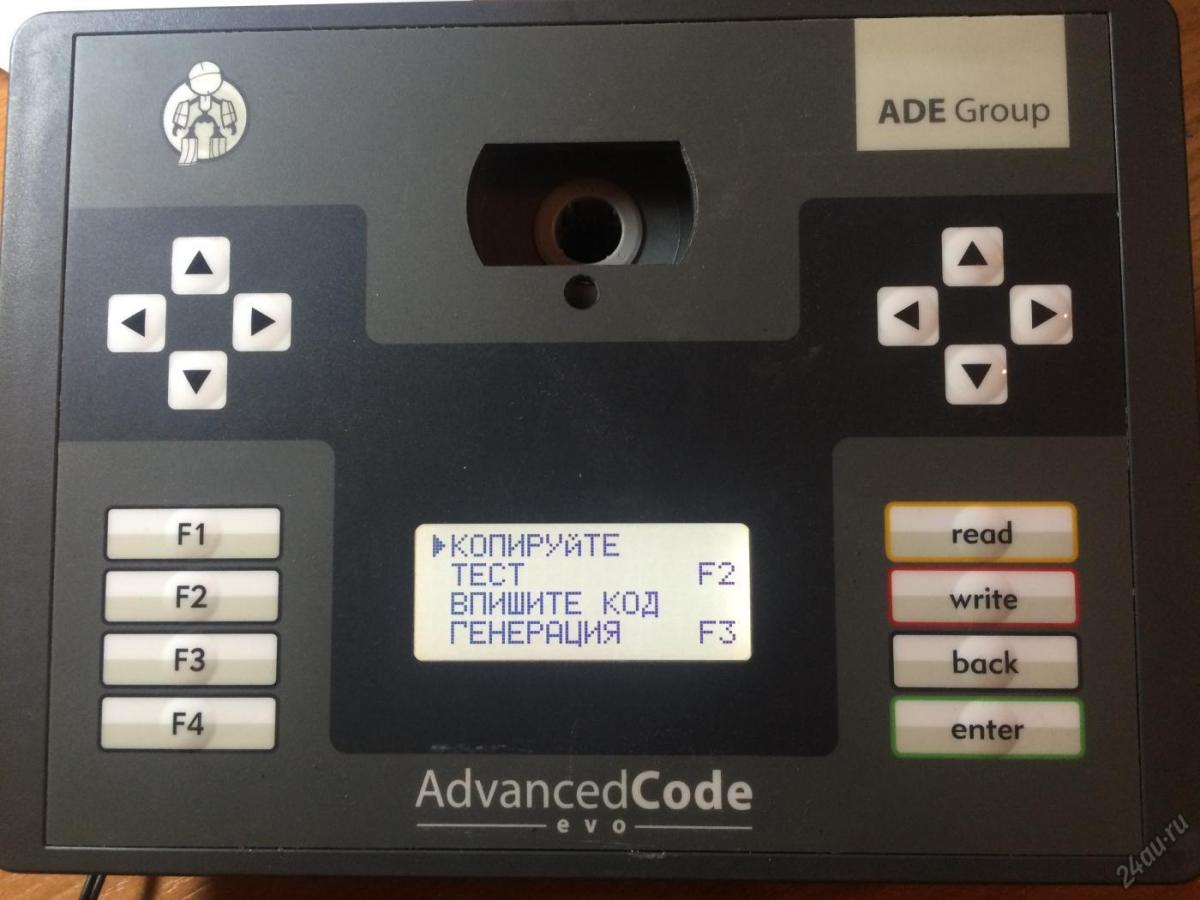 ADE Group
F1
F2
F3
F4
КОПИРУйТЕ
ТЕСТ F2
ВПИШИТЕ КОД
ГЕНЕРАЦИЯ F3
read
write
back
enter
AdvancedCode
evo
24au.ru